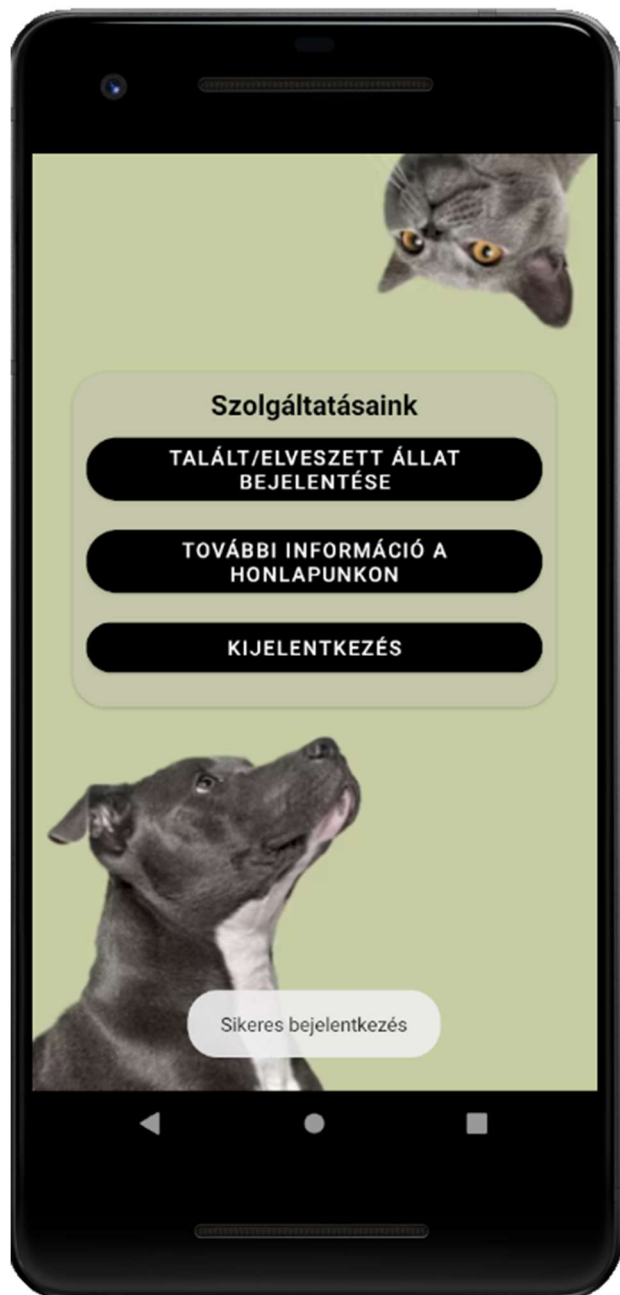 Szolgáltatásaink
TALÁLT/ELVESZETT ÁLLAT
BEJELENTÉSE
TOVÁBBI INFORMÁCIÓ A
HONLAPUNKON
KIJELENTKEZÉS
Sikeres bejelentkezés